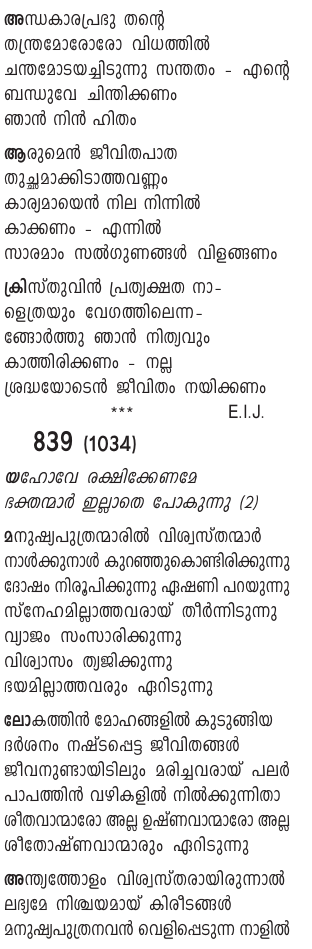 അന്ധകാരപ്രഭു തന്റെ
തന്ത്രമോരോരോ വിധത്തിൽ
ചന്തമോടയച്ചിടുന്നു സന്തതം - എന്റെ
ബന്ധുവേ ചിന്തിക്കണം
ഞാൻ നിൻ ഹിതം
ആരുമെൻ ജീവിതപാത
തുച്ഛമാക്കിടാത്തവണ്ണം
കാര്യമായെൻ നില നിന്നിൽ
കാക്കണം - എന്നിൽ
സാരമാം സൽഗുണങ്ങൾ വിളങ്ങണം
ക്രിസ്തുവിൻ പ്രത്യക്ഷത നാ-
ളെത്രയും വേഗത്തിലെന്ന-
ങ്ങോർത്തു ഞാൻ നിത്യവും
കാത്തിരിക്കണം - നല്ല
ശ്രദ്ധയോടെൻ ജീവിതം നയിക്കണം
*** E.I.J.
839 (1034)
യഹോവേ രക്ഷിക്കേണമേ
ഭക്തന്മാർ ഇല്ലാതെ പോകുന്നു (2)
മനുഷ്യപുത്രന്മാരിൽ വിശ്വസ്തന്മാർ
നാൾക്കുനാൾ കുറഞ്ഞുകൊണ്ടിരിക്കുന്നു
ദോഷം നിരൂപിക്കുന്നു ഏഷണി പറയുന്നു
സ്നേഹമില്ലാത്തവരായ് തീർന്നിടുന്നു
വ്യാജം സംസാരിക്കുന്നു
വിശ്വാസം ത്യജിക്കുന്നു
ഭയമില്ലാത്തവരും ഏറിടുന്നു
ലോകത്തിൻ മോഹങ്ങളിൽ കുടുങ്ങിയ
ദർശനം നഷ്ടപ്പെട്ട ജീവിതങ്ങൾ
ജീവനുണ്ടായിടിലും മരിച്ചവരായ് പലർ
പാപത്തിൻ വഴികളിൽ നിൽക്കുന്നിതാ
ശീതവാന്മാരോ അല്ല ഉഷ്ണവാന്മാരോ അല്ല
ശീതോഷ്ണവാന്മാരും ഏറിടുന്നു
അന്ത്യത്തോളം വിശ്വസ്തരായിരുന്നാൽ
ലഭ്യമേ നിശ്ചയമായ് കിരീടങ്ങൾ
മനുഷ്യപുത്രനവൻ വെളിപ്പെടുന്ന നാളിൽ